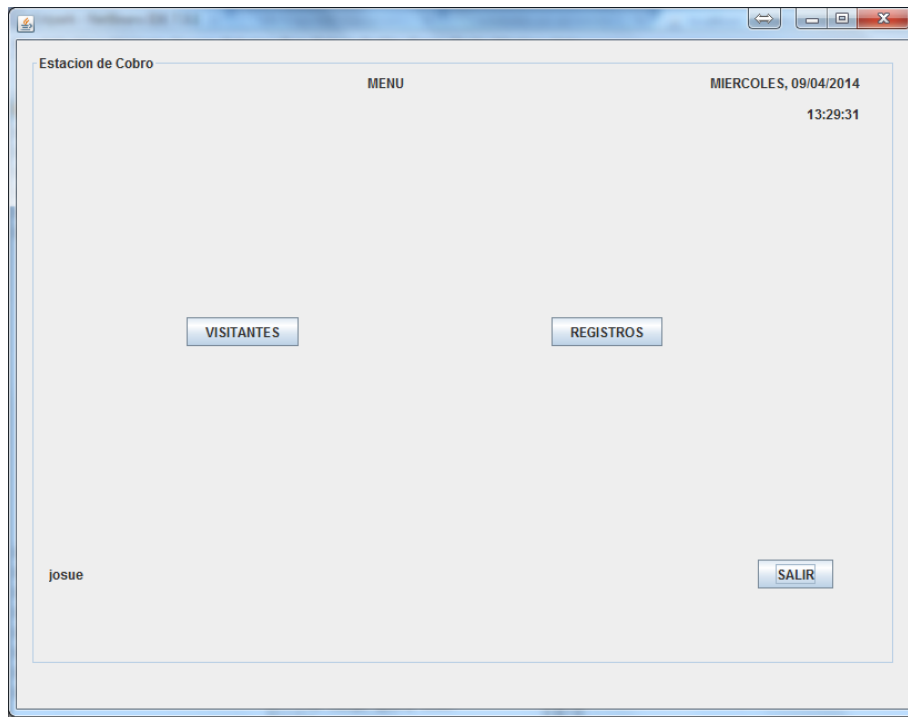 Estacion de Cobro
MENU
MIERCOLES, 09/04/2014
13:29:31
VISITANTES
REGISTROS
josue
SALIR